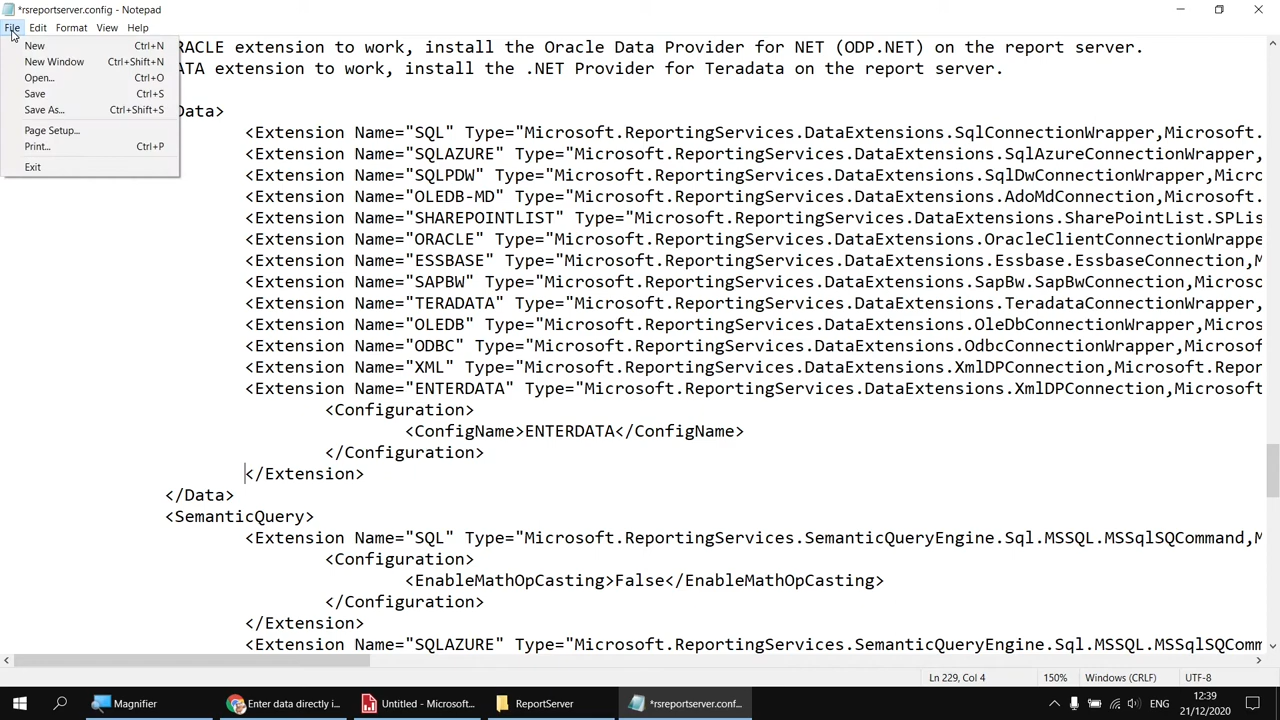 *rsreportserver.config - Notepad
File Edit Format View Help
New Ctrl+N
New Window Ctrl+Shift+N
Open... Ctrl+O
Save Ctrl+S
Save As... Ctrl+Shift+S
Page Setup... 
Print... Ctrl+P
Exit
RACLE extension to work, install the Oracle Data Provider for NET (ODP.NET) on the report server.
ATA extension to work, install the .NET Provider for Teradata on the report server.
Data>
<Extension Name="SQL" Type="Microsoft.ReportingServices.DataExtensions.SqlConnectionWrapper,Microsoft.
<Extension Name="SQLAZURE" Type="Microsoft.ReportingServices.DataExtensions.SqlAzureConnectionWrapper,
<Extension Name="SQLPDW" Type="Microsoft.ReportingServices.DataExtensions.SqlDwConnectionWrapper,Micros
<Extension Name="OLEDB-MD" Type="Microsoft.ReportingServices.DataExtensions.AdoMdConnection,Microsoft.
<Extension Name="SHAREPOINTLIST" Type="Microsoft.ReportingServices.DataExtensions.SharePointList.SPLis
<Extension Name="ORACLE" Type="Microsoft.ReportingServices.DataExtensions.OracleClientConnectionWrappe
<Extension Name="ESSBASE" Type="Microsoft.ReportingServices.DataExtensions.Essbase.EssbaseConnection,M
<Extension Name="SAPBW" Type="Microsoft.ReportingServices.DataExtensions.SapBw.SapBwConnection,Microso
<Extension Name="TERADATA" Type="Microsoft.ReportingServices.DataExtensions.TeradataConnectionWrapper,
<Extension Name="OLEDB" Type="Microsoft.ReportingServices.DataExtensions.OleDbConnectionWrapper,Micros
<Extension Name="ODBC" Type="Microsoft.ReportingServices.DataExtensions.OdbcConnectionWrapper,Microsof
<Extension Name="XML" Type="Microsoft.ReportingServices.DataExtensions.XmlDPConnection,Microsoft.Repor
<Extension Name="ENTERDATA" Type="Microsoft.ReportingServices.DataExtensions.XmlDPConnection,Microsoft
<Configuration>
<ConfigName>ENTERDATA</ConfigName>
</Configuration>
</Extension>
</Data>
<SemanticQuery>
<Extension Name="SQL" Type="Microsoft.ReportingServices.SemanticQueryEngine.Sql.MSSQL.MSSqlSQCommand,M
<Configuration>
<EnableMathOpCasting>False</EnableMathOpCasting>
</Configuration>
</Extension>
<Extension Name="SQLAZURE" Type="Microsoft.ReportingServices.SemanticQueryEngine.Sql.MSSQL.MSSqlSQComm
Ln 229, Col 4 150% Windows (CRLF) UTF-8
Magnifier Enter data directly i... Untitled - Microsoft... ReportServer *rsreportserver.conf... ENG 12:39
21/12/2020